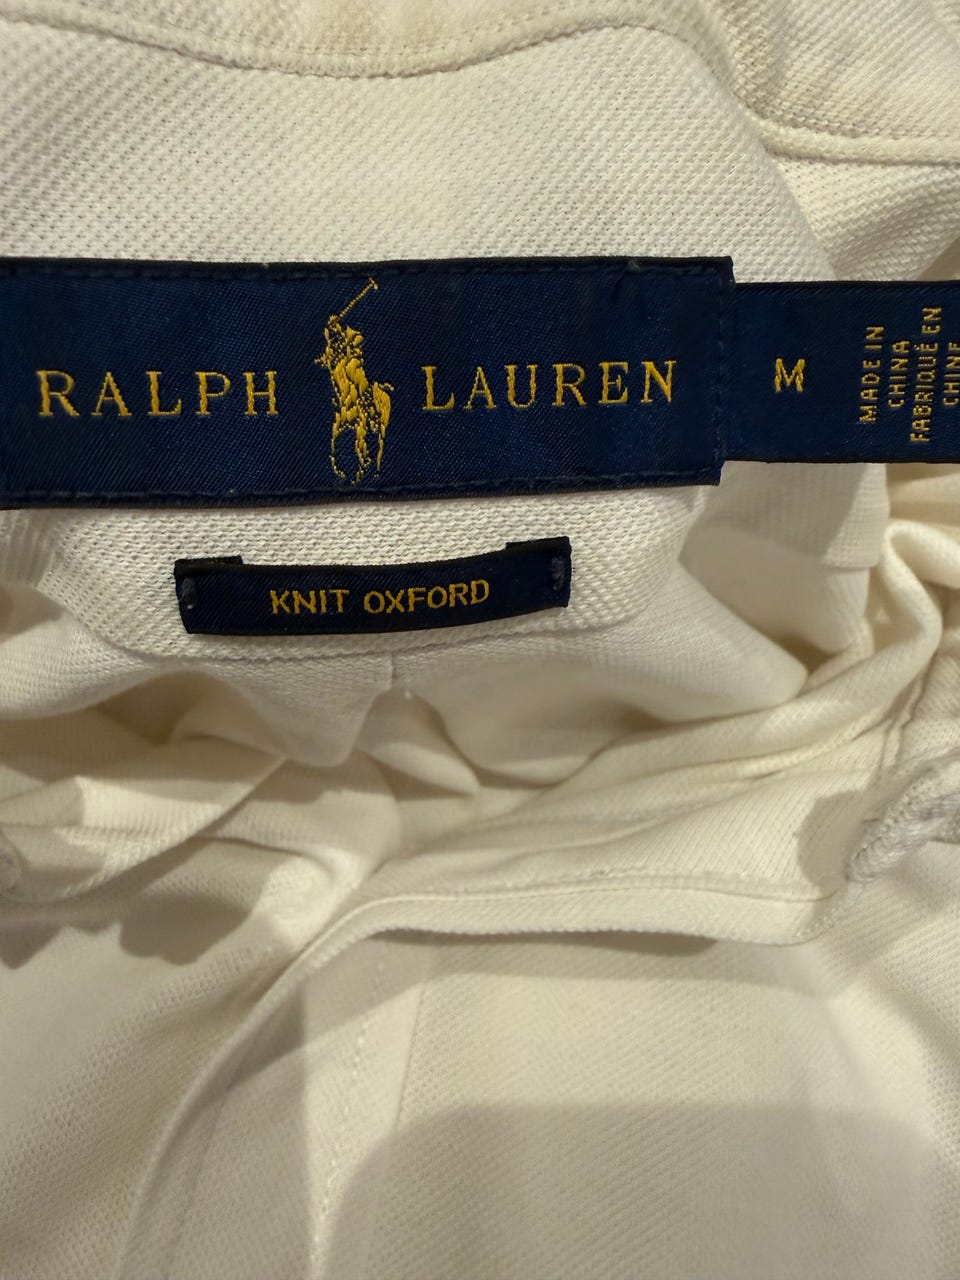 RALPH LAUREN
M
MADE IN
CHINA
FABRIQUÉ EN
CHINE
KNIT OXFORD